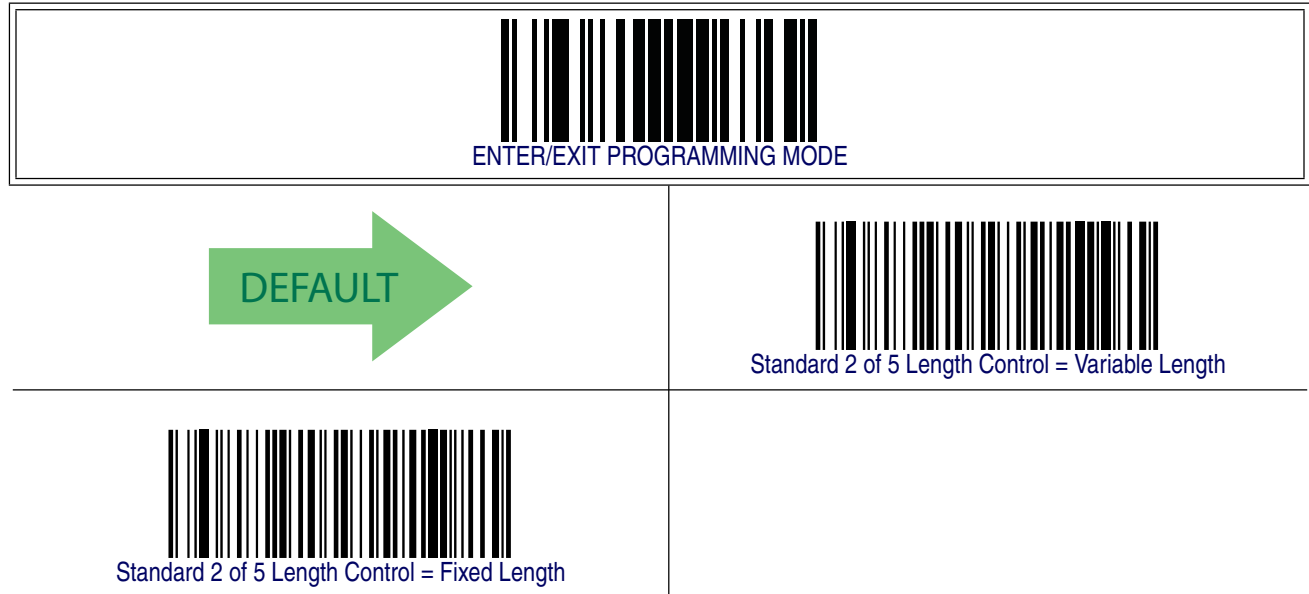 ENTER/EXIT PROGRAMMING MODE
DEFAULT
Standard 2 of 5 Length Control = Variable Length
Standard 2 of 5 Length Control = Fixed Length